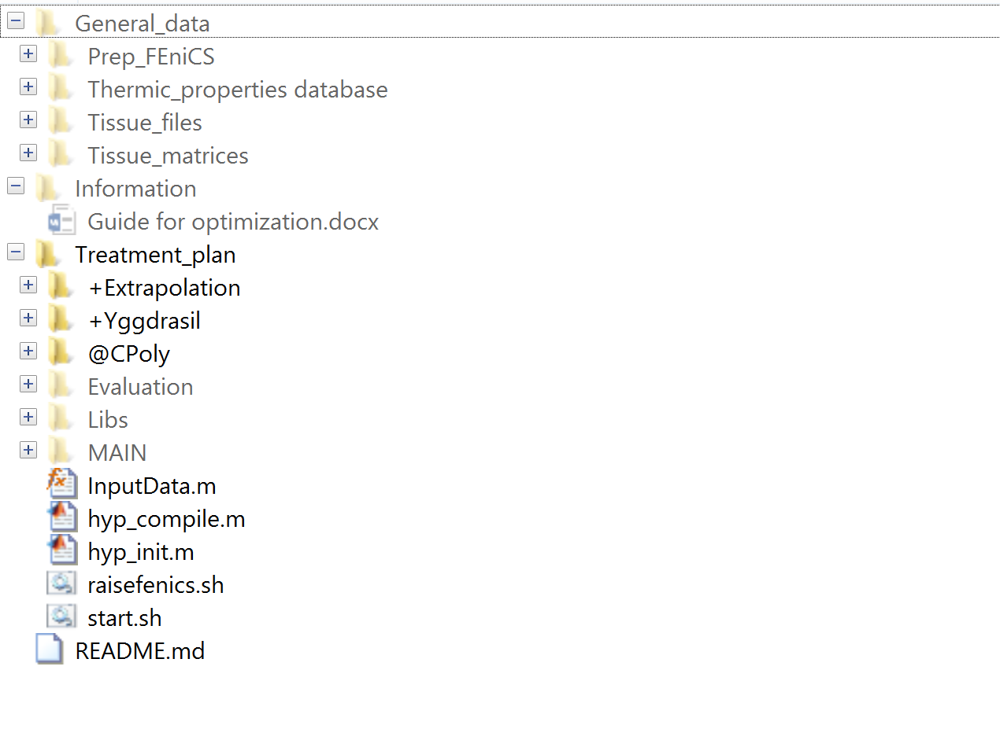 General_data
Prep_FEniCS
Thermic_properties database
Tissue_files
Tissue_matrices
Information
Guide for optimization.docx
Treatment_plan
+Extrapolation
+Yggdrasil
@CPoly
Evaluation
Libs
MAIN
InputData.m
hyp_compile.m
hyp_init.m
raisefenics.sh
start.sh
README.md